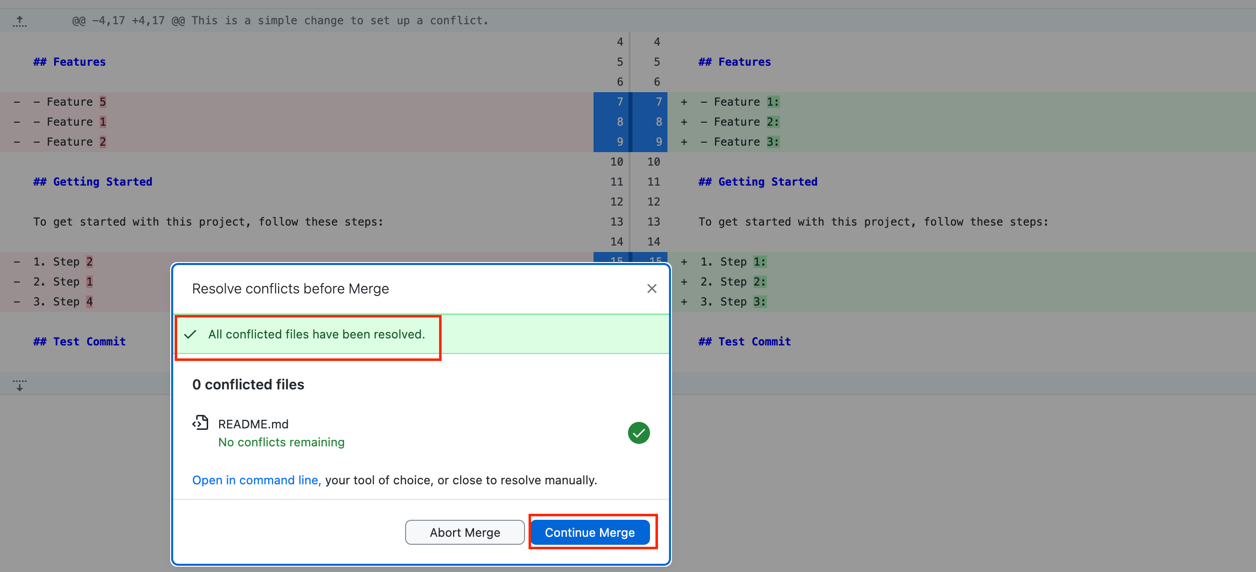 @@ -4,17 +4,17 @@ This is a simple change to set up a conflict.
4 4
## Features 5 5 ## Features
6 6
- - Feature 5 7 7 + - Feature 1:
- - Feature 1 8 8 + - Feature 2:
- - Feature 2 9 9 + - Feature 3:
10 10
## Getting Started 11 11 ## Getting Started
12 12
To get started with this project, follow these steps: 13 13 To get started with this project, follow these steps:
14 14
- 1. Step 2 15 15 + 1. Step 1:
- 2. Step 1 + 2. Step 2:
- 3. Step 4 + 3. Step 3:
## Test Commit ## Test Commit
Resolve conflicts before Merge
All conflicted files have been resolved.
0 conflicted files
README.md
No conflicts remaining
Open in command line, your tool of choice, or close to resolve manually.
Abort Merge Continue Merge